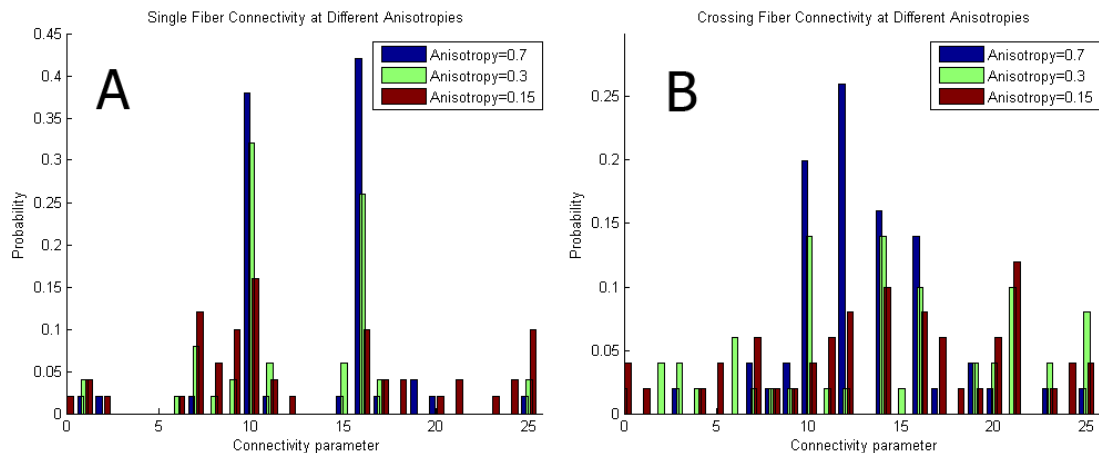 Single Fiber Connectivity at Different Anisotropies
A
Anisotropy=0.7
Anisotropy=0.3
Anisotropy=0.15
0.45
0.4
0.35
0.3
0.25
0.2
0.15
0.1
0.05
0
Probability
0 5 10 15 20 25
Connectivity parameter
Crossing Fiber Connectivity at Different Anisotropies
B
Anisotropy=0.7
Anisotropy=0.3
Anisotropy=0.15
0.25
0.2
0.15
0.1
0.05
0
Probability
0 5 10 15 20 25
Connectivity parameter